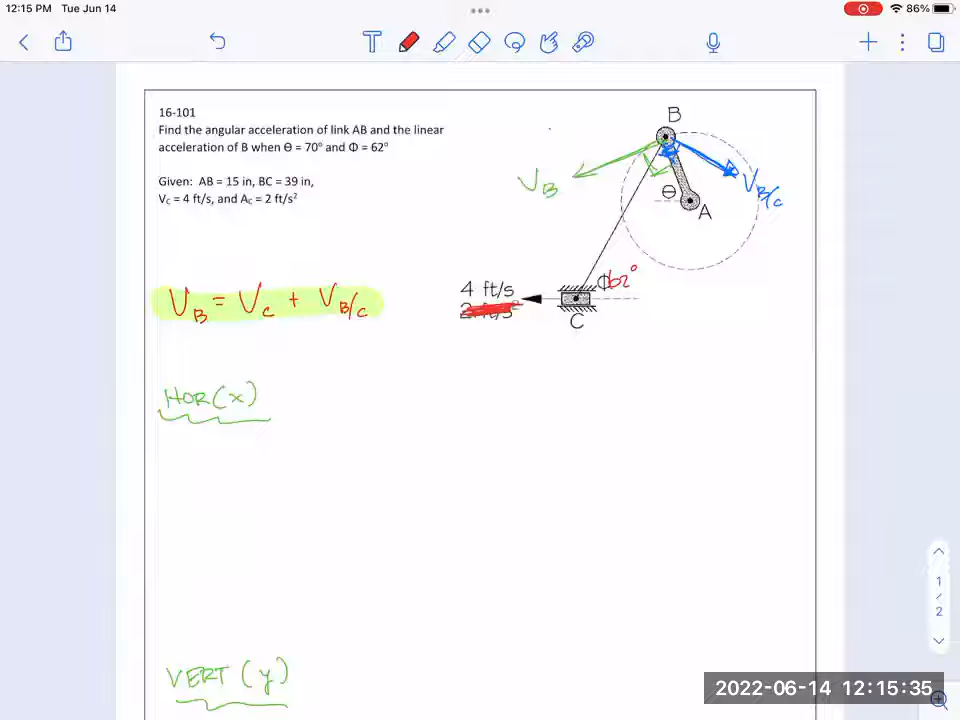 12:15 PM Tue Jun 14
86%
16-101
Find the angular acceleration of link AB and the linear
acceleration of B when Θ = 70° and Φ = 62°
Given: AB = 15 in, BC = 39 in,
V_C = 4 ft/s, and A_C = 2 ft/s²
B
V_B
V_B/C
Θ
A
Φ 62°
4 ft/s
C
V_B = V_C + V_B/C
HOR(x)
VERT (y)
1
/
2
2022-06-14 12:15:35